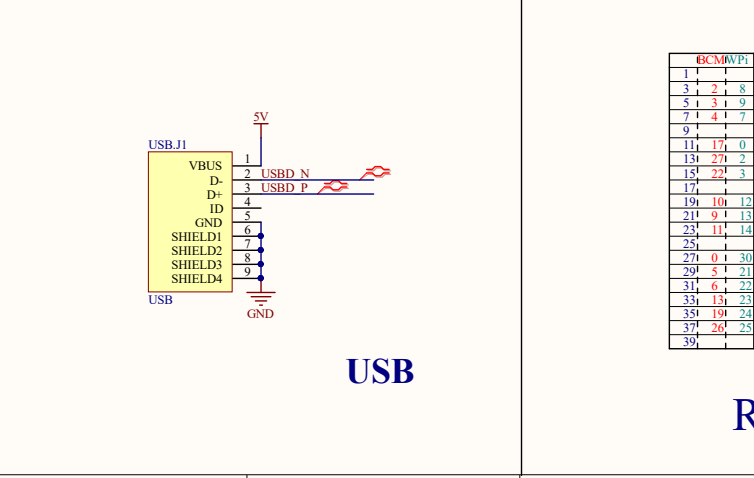 5V
USB.J1
VBUS 1
D- 2 USBD_N
D+ 3 USBD_P
ID 4
GND 5
SHIELD1 6
SHIELD2 7
SHIELD3 8
SHIELD4 9
USB
GND
USB
BCM WPi
1
3 2 8
5 3 9
7 4 7
9
11 17 0
13 27 2
15 22 3
17
19 10 12
21 9 13
23 11 14
25
27 0 30
29 5 21
31 6 22
33 13 23
35 19 24
37 26 25
39
R